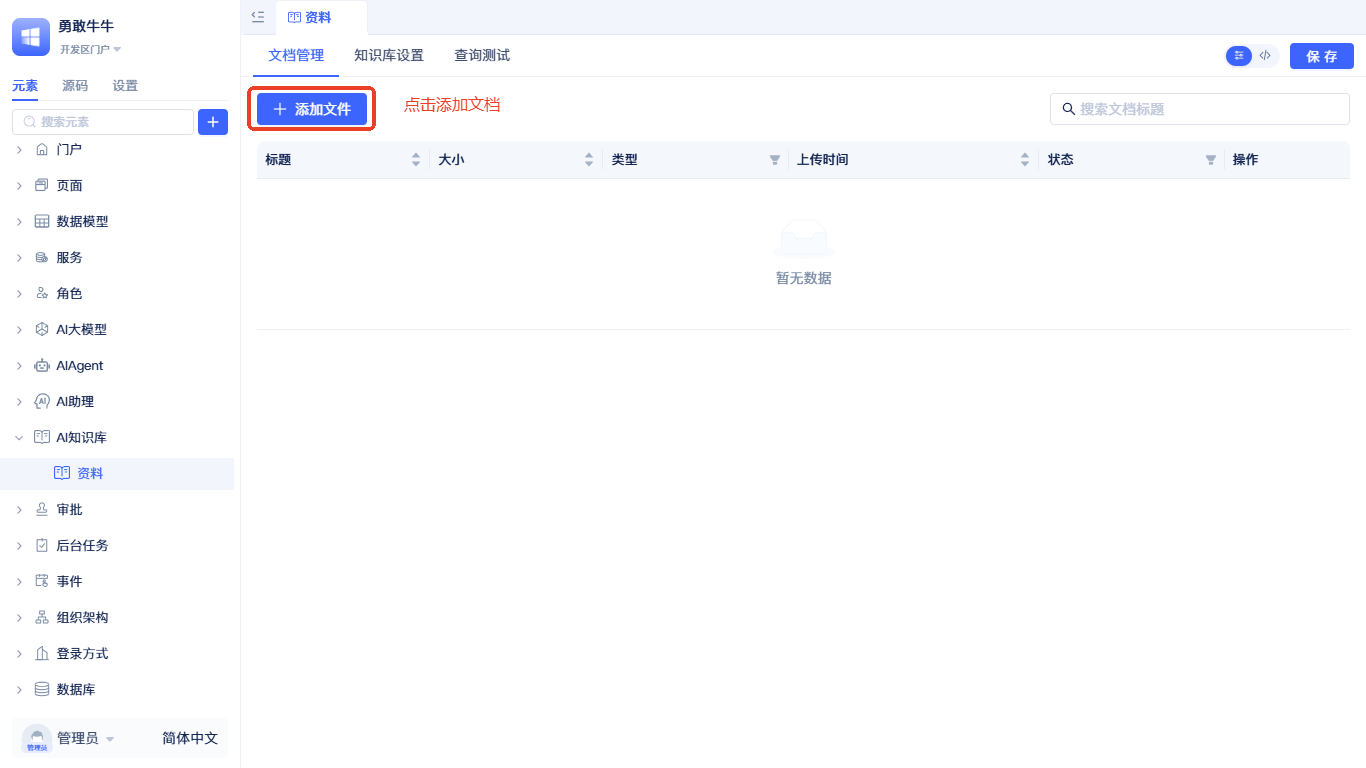 勇敢牛牛
开发区门户
元素 源码 设置
搜索元素
门户
页面
数据模型
服务
角色
AI大模型
AIAgent
AI助理
AI知识库
资料
审批
后台任务
事件
组织架构
登录方式
数据库
管理员
管理员 简体中文
资料
文档管理 知识库设置 查询测试
保 存
添加文件 点击添加文档
搜索文档标题
标题 大小 类型 上传时间 状态 操作
暂无数据